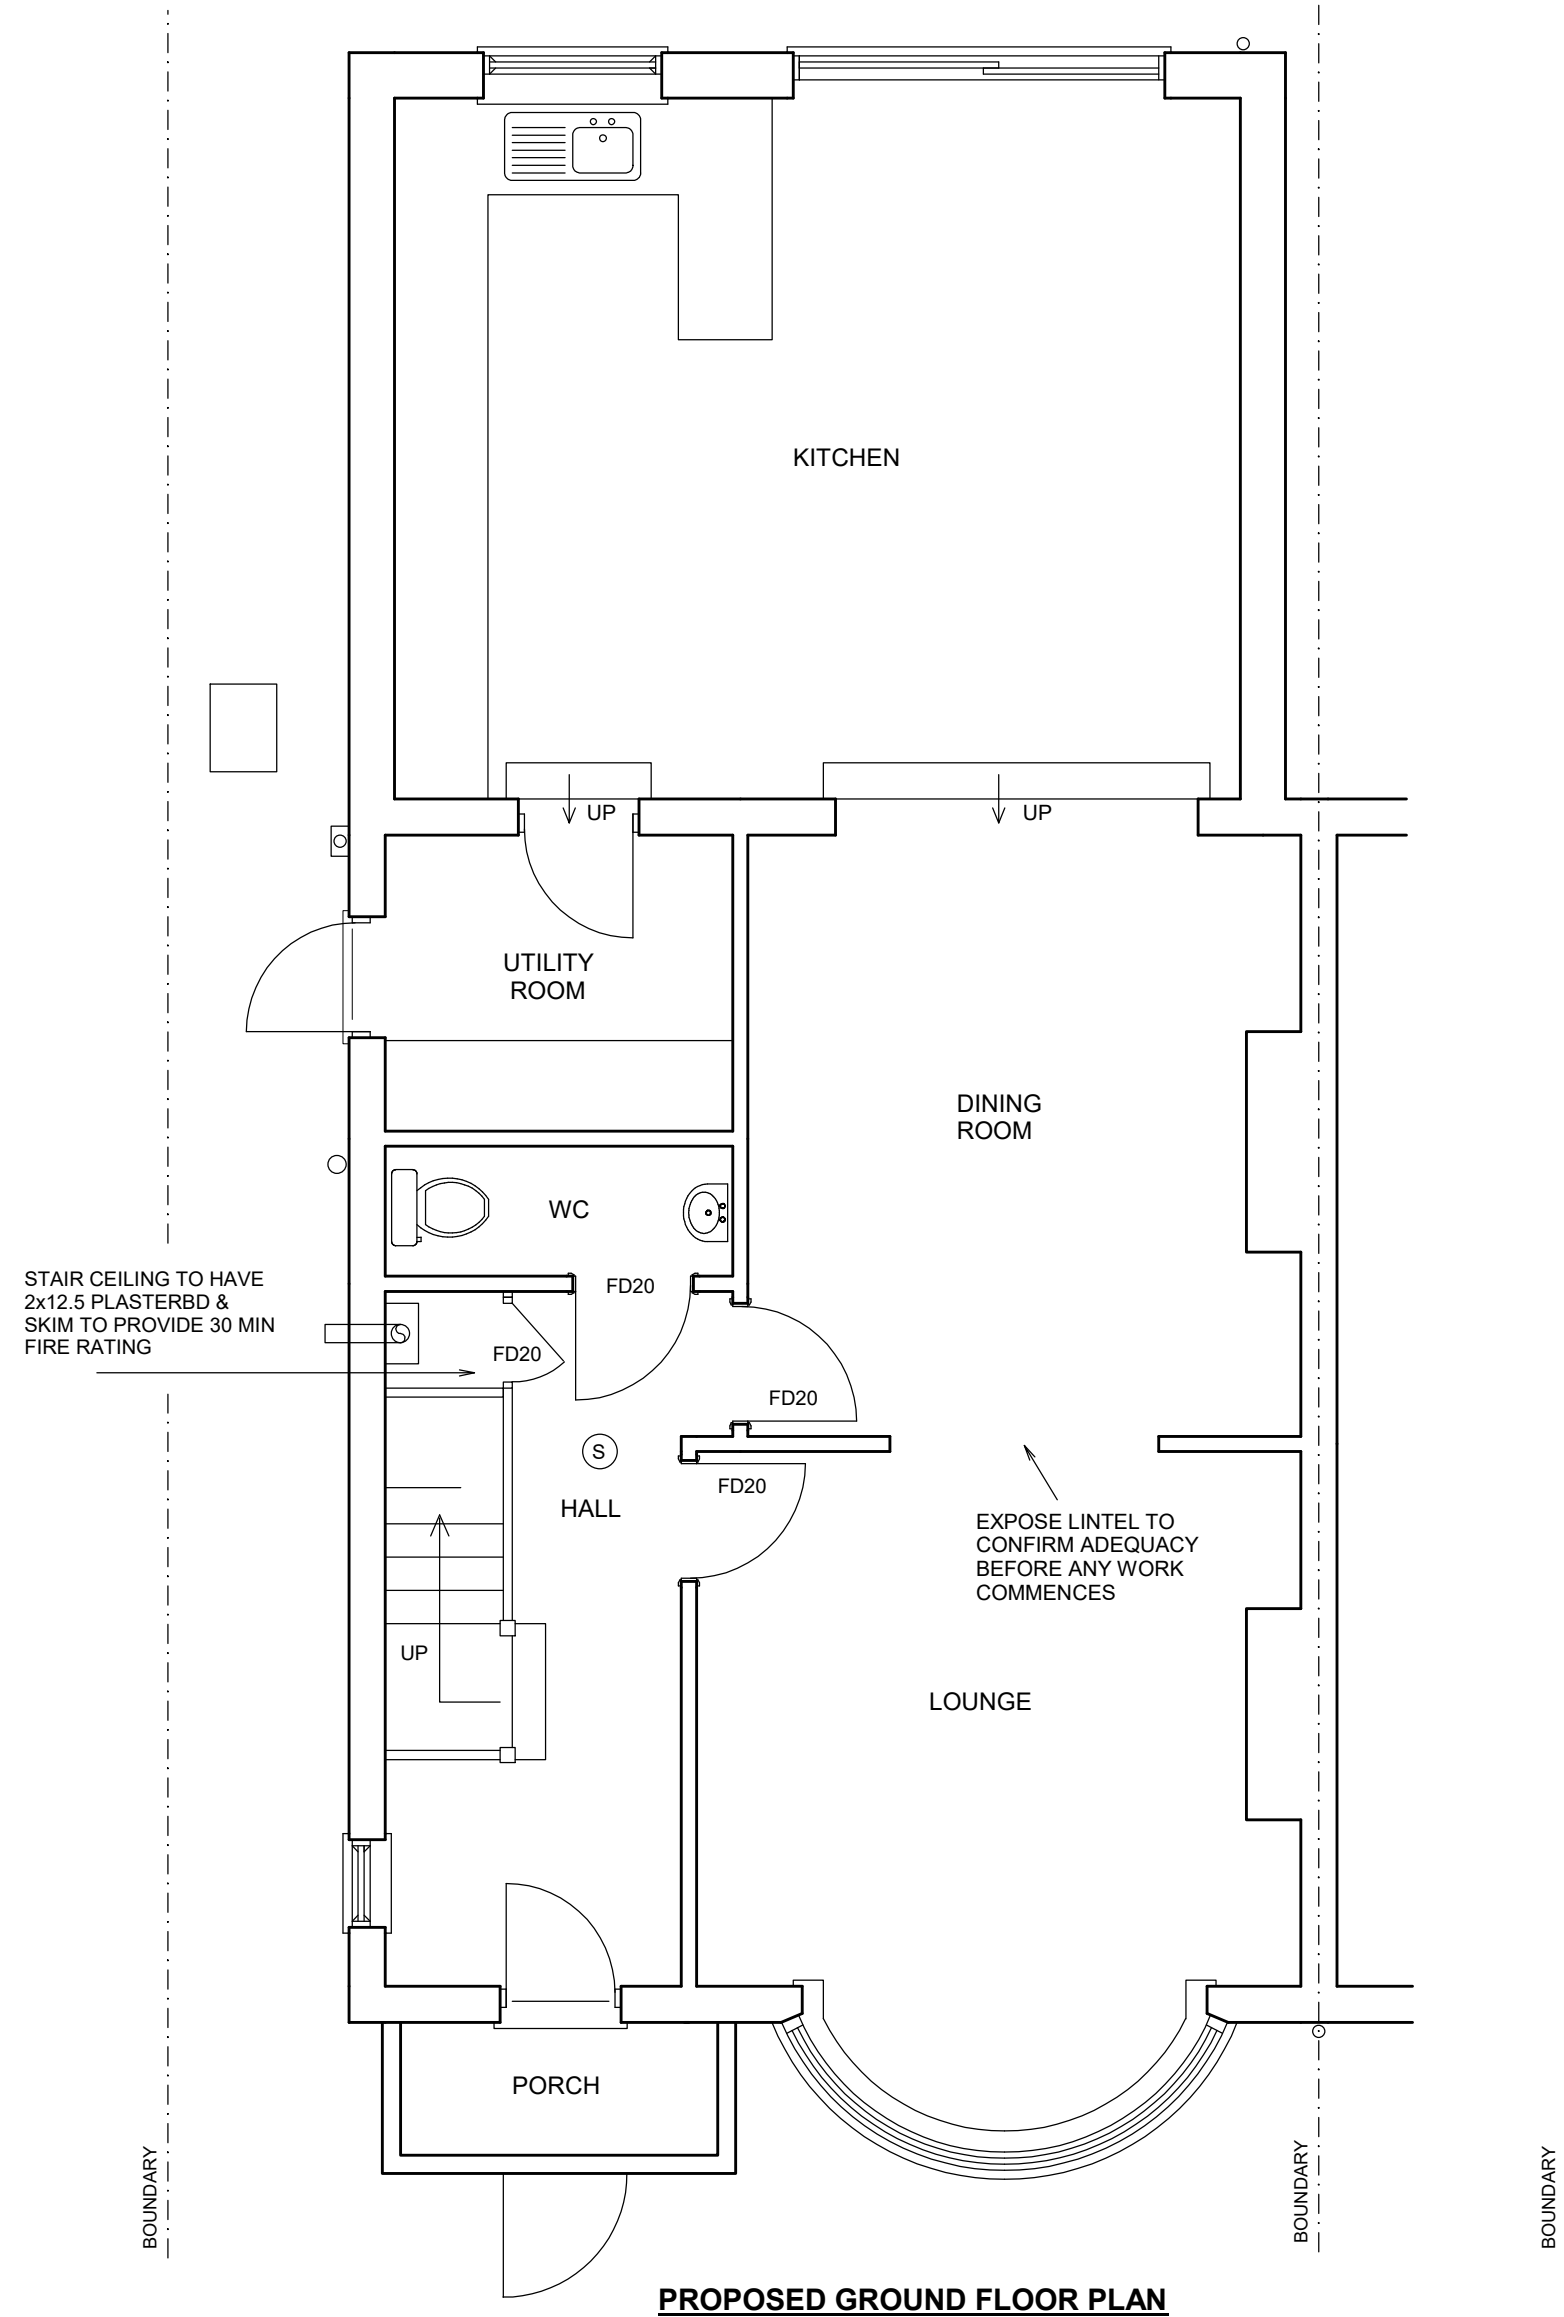 KITCHEN
UP
UP
UTILITY
ROOM
DINING
ROOM
WC
STAIR CEILING TO HAVE
2x12.5 PLASTERBD &
SKIM TO PROVIDE 30 MIN
FIRE RATING
FD20
FD20
FD20
S
FD20
HALL
EXPOSE LINTEL TO
CONFIRM ADEQUACY
BEFORE ANY WORK
COMMENCES
UP
LOUNGE
PORCH
BOUNDARY
BOUNDARY
BOUNDARY
PROPOSED GROUND FLOOR PLAN